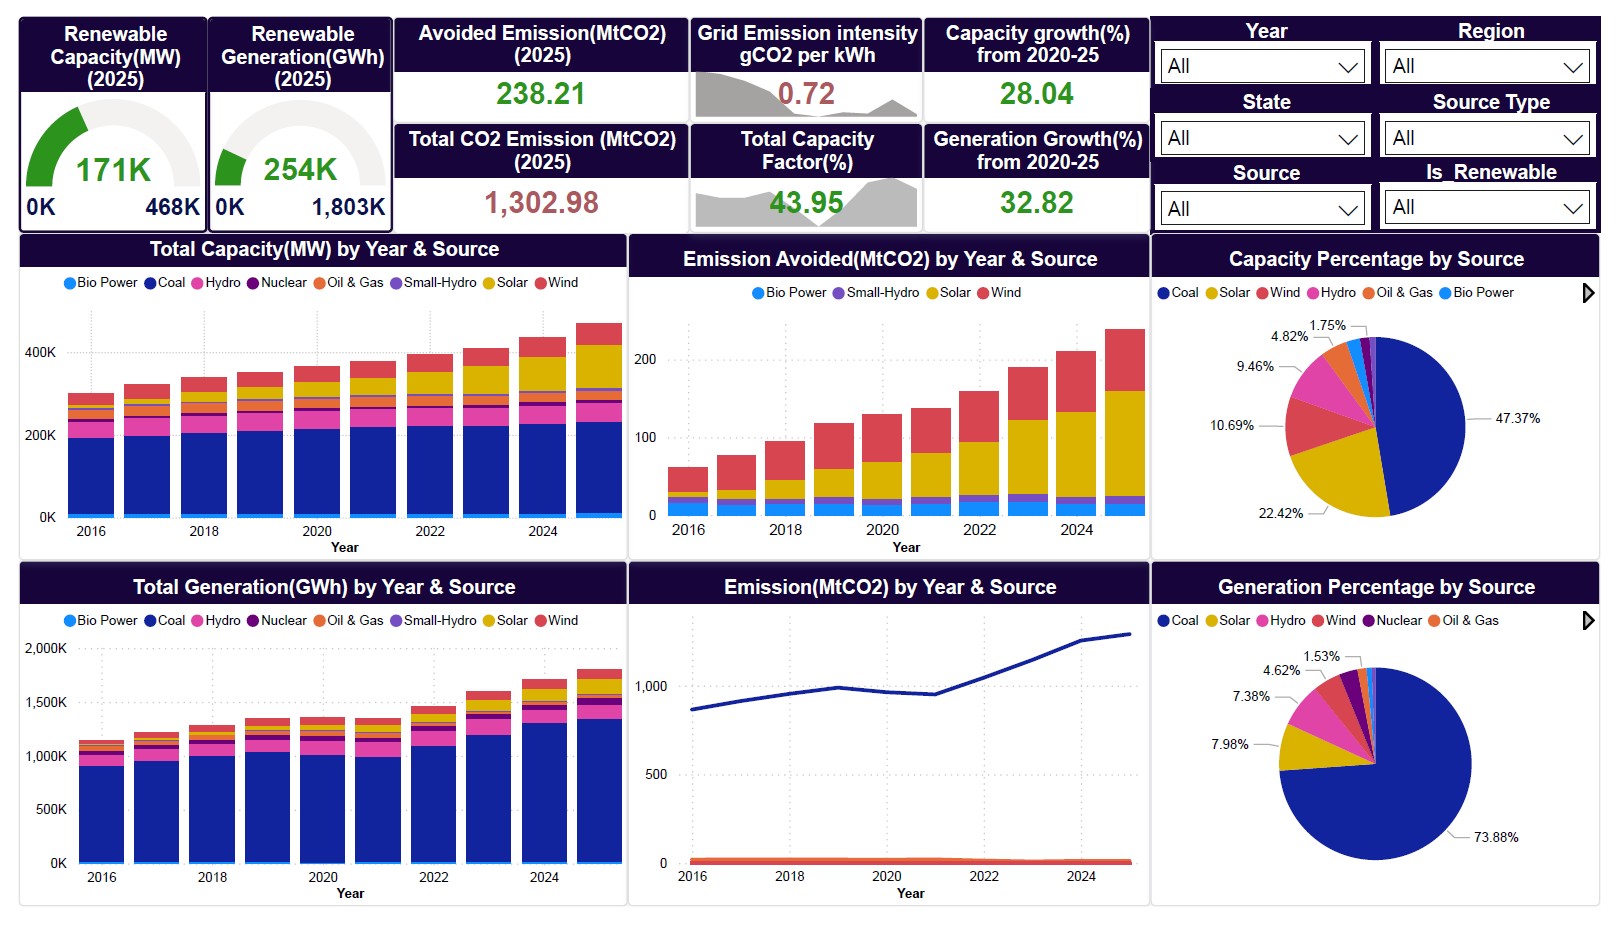 Renewable
Capacity(MW)
(2025)
171K
0K
468K
Renewable
Generation(GWh)
(2025)
254K
0K
1,803K
Avoided Emission(MtCO2)
(2025)
238.21
Total CO2 Emission (MtCO2)
(2025)
1,302.98
Grid Emission intensity
gCO2 per kWh
0.72
Total Capacity
Factor(%)
43.95
Capacity growth(%)
from 2020-25
28.04
Generation Growth(%)
from 2020-25
32.82
Year
All
Region
All
State
All
Source Type
All
Source
All
Is_Renewable
All
Total Capacity(MW) by Year & Source
Bio Power Coal Hydro Nuclear Oil & Gas Small-Hydro Solar Wind
400K
200K
0K
2016 2018 2020 2022 2024
Year
Emission Avoided(MtCO2) by Year & Source
Bio Power Small-Hydro Solar Wind
200
100
0
2016 2018 2020 2022 2024
Year
Capacity Percentage by Source
Coal Solar Wind Hydro Oil & Gas Bio Power
1.75%
4.82%
9.46%
10.69%
47.37%
22.42%
Total Generation(GWh) by Year & Source
Bio Power Coal Hydro Nuclear Oil & Gas Small-Hydro Solar Wind
2,000K
1,500K
1,000K
500K
0K
2016 2018 2020 2022 2024
Year
Emission(MtCO2) by Year & Source
1,000
500
0
2016 2018 2020 2022 2024
Year
Generation Percentage by Source
Coal Solar Hydro Wind Nuclear Oil & Gas
1.53%
4.62%
7.38%
7.98%
73.88%